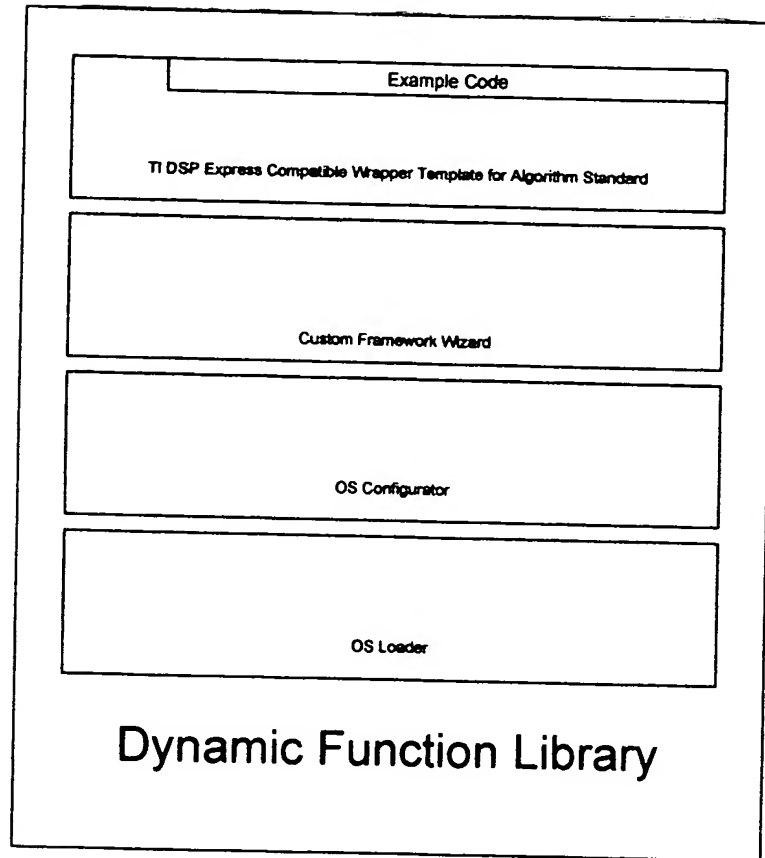 Example Code
TI DSP Express Compatible Wrapper Template for Algorithm Standard
Custom Framework Wizard
OS Configurator
OS Loader
Dynamic Function Library